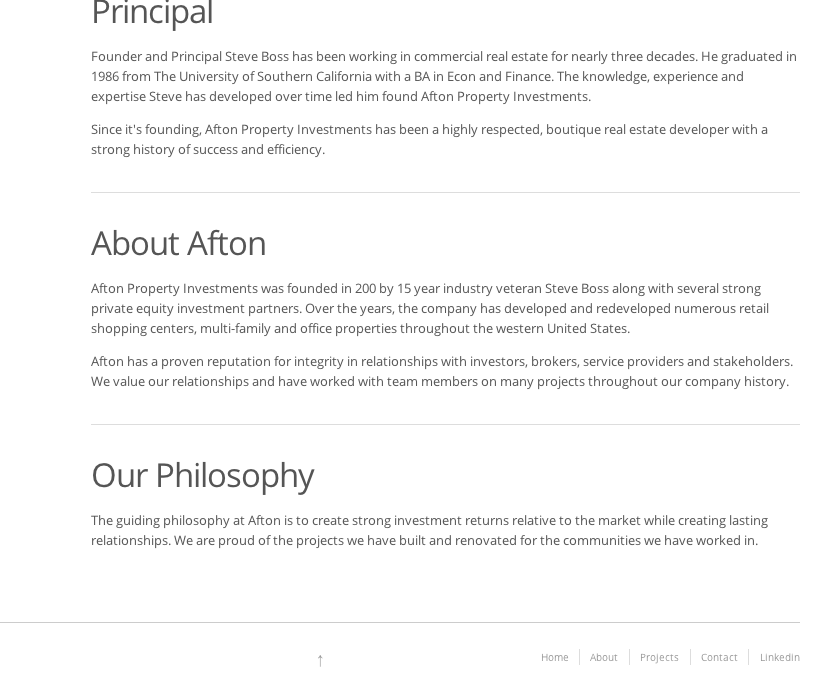 Principal
Founder and Principal Steve Boss has been working in commercial real estate for nearly three decades. He graduated in
1986 from The University of Southern California with a BA in Econ and Finance. The knowledge, experience and
expertise Steve has developed over time led him found Afton Property Investments.
Since it's founding, Afton Property Investments has been a highly respected, boutique real estate developer with a
strong history of success and efficiency.
About Afton
Afton Property Investments was founded in 200 by 15 year industry veteran Steve Boss along with several strong
private equity investment partners. Over the years, the company has developed and redeveloped numerous retail
shopping centers, multi-family and office properties throughout the western United States.
Afton has a proven reputation for integrity in relationships with investors, brokers, service providers and stakeholders.
We value our relationships and have worked with team members on many projects throughout our company history.
Our Philosophy
The guiding philosophy at Afton is to create strong investment returns relative to the market while creating lasting
relationships. We are proud of the projects we have built and renovated for the communities we have worked in.
↑
Home About Projects Contact Linkedin